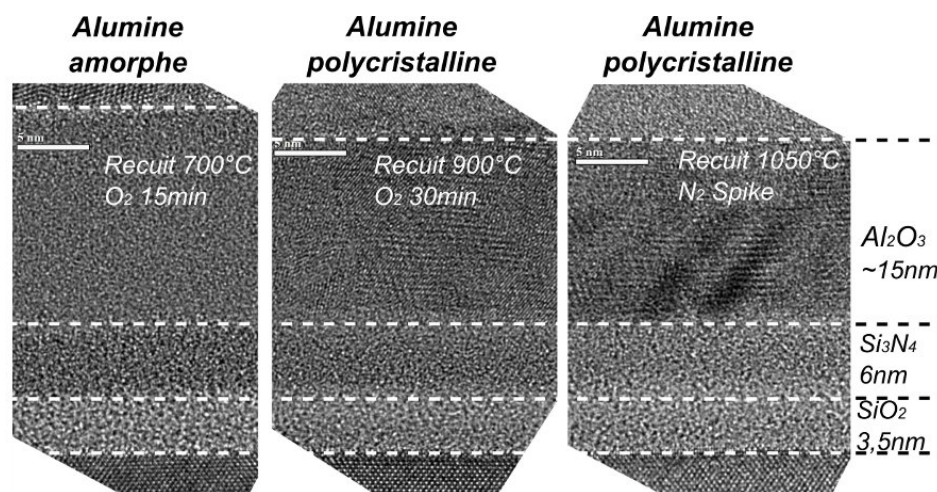 Alumine
amorphe
Alumine
polycristalline
Alumine
polycristalline
5 nm
Recuit 700°C
O₂ 15min
5 nm
Recuit 900°C
O₂ 30min
5 nm
Recuit 1050°C
N₂ Spike
Al₂O₃
~15nm
Si₃N₄
6nm
SiO₂
3,5nm